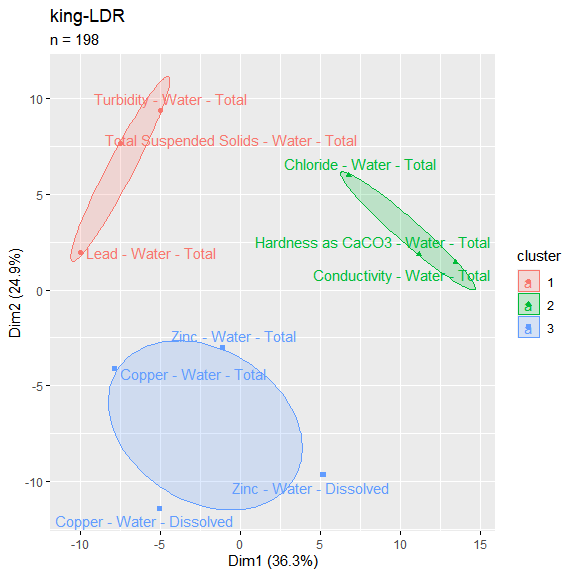 king-LDR
n = 198
Turbidity - Water - Total
Total Suspended Solids - Water - Total
Chloride - Water - Total
Hardness as CaCO3 - Water - Total
Lead - Water - Total
Conductivity - Water - Total
Zinc - Water - Total
Copper - Water - Total
Zinc - Water - Dissolved
Copper - Water - Dissolved
10
5
0
-5
-10
Dim2 (24.9%)
-10 -5 0 5 10 15
Dim1 (36.3%)
cluster
a 1
a 2
a 3